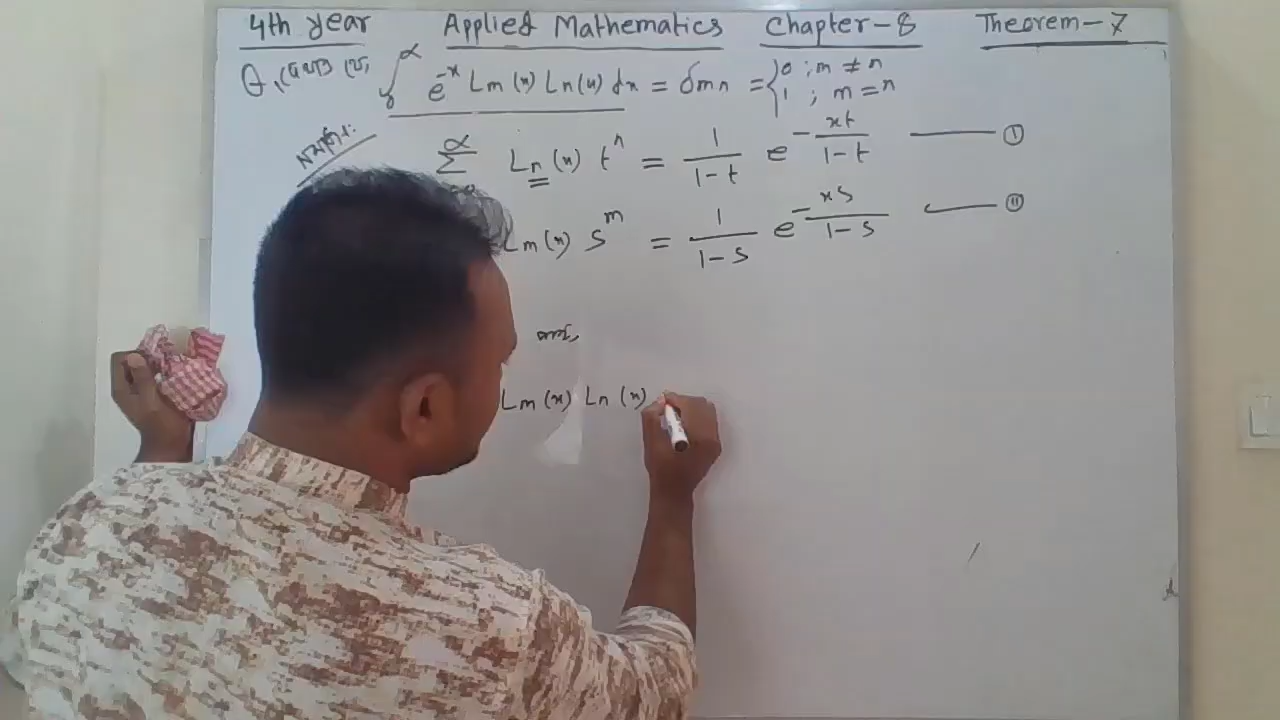 4th year Applied Mathematics Chapter-8 Theorem-7
∫₀^α e^-x Lm(x) Ln(x) dx = δmn = { 0 ; m ≠ n
1 ; m = n
Σ^α Ln(x) t^n = 1/(1-t) e^-xt/(1-t) ①
Lm(x) s^m = 1/(1-s) e^-xs/(1-s) ⑪
Lm(x) Ln(x)